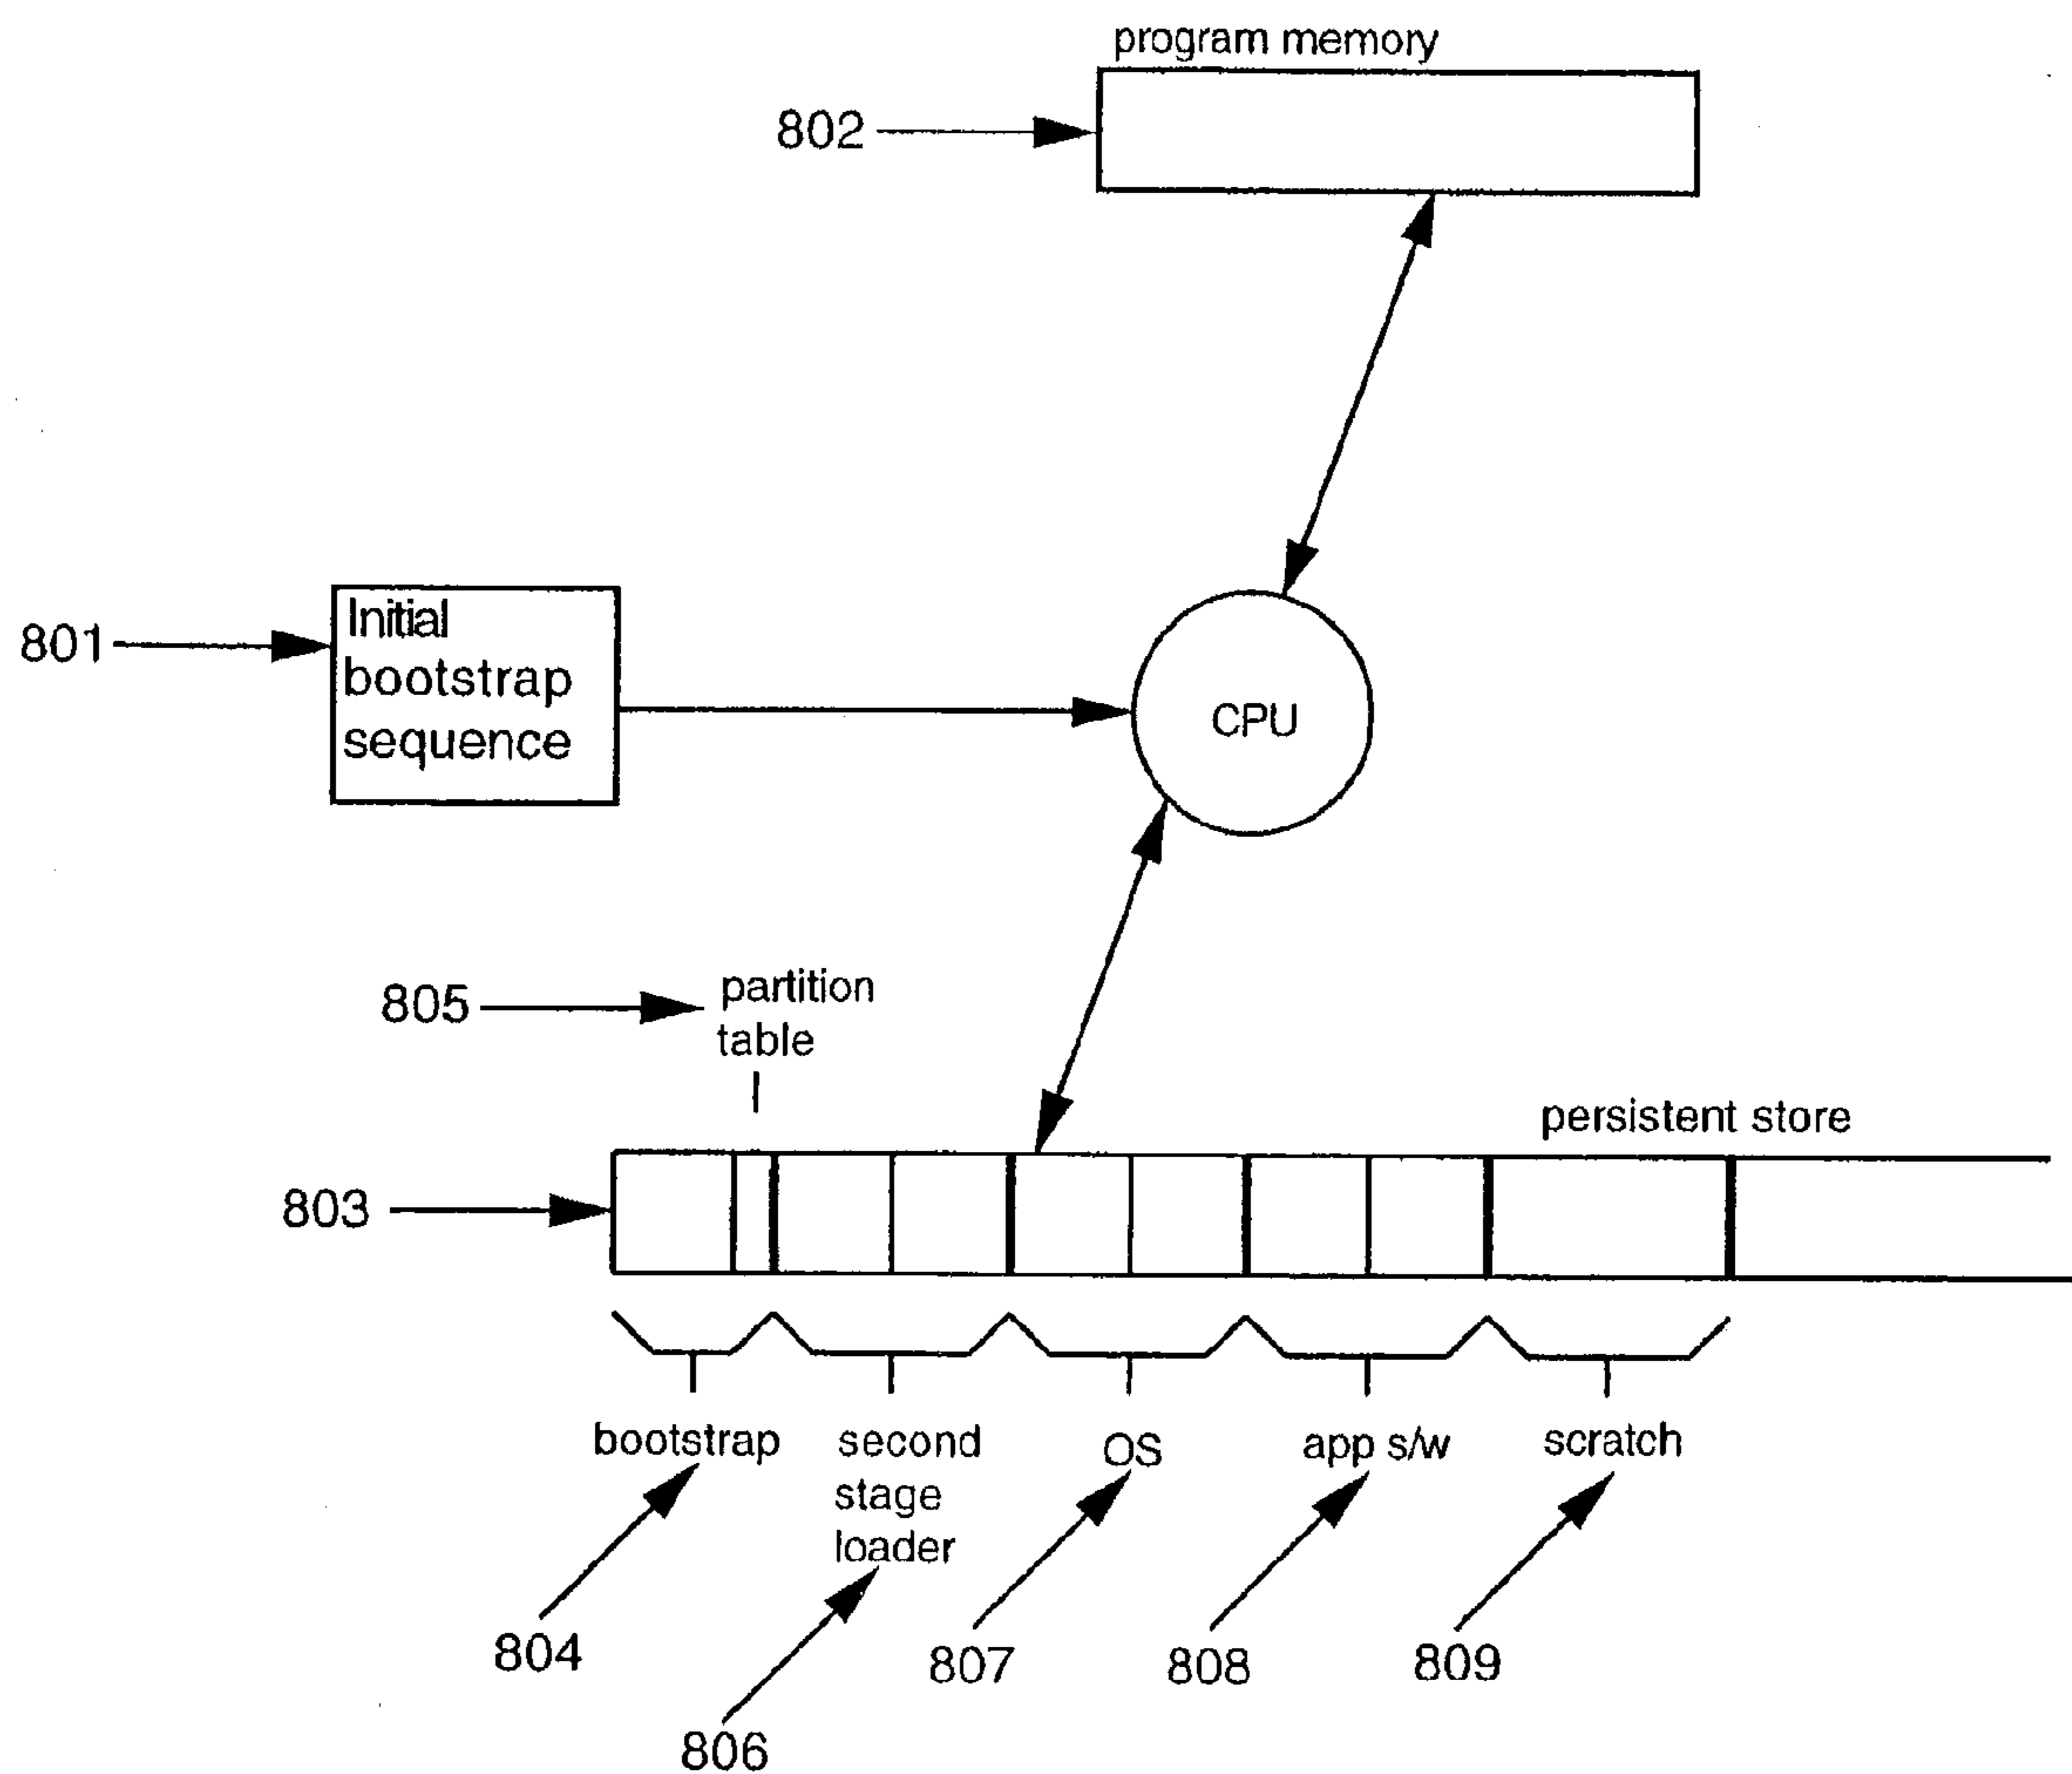 program memory
802
801
Initial
bootstrap
sequence
CPU
805
partition
table
persistent store
803
bootstrap
second
stage
loader
OS
app s/w
scratch
804
806
807
808
809